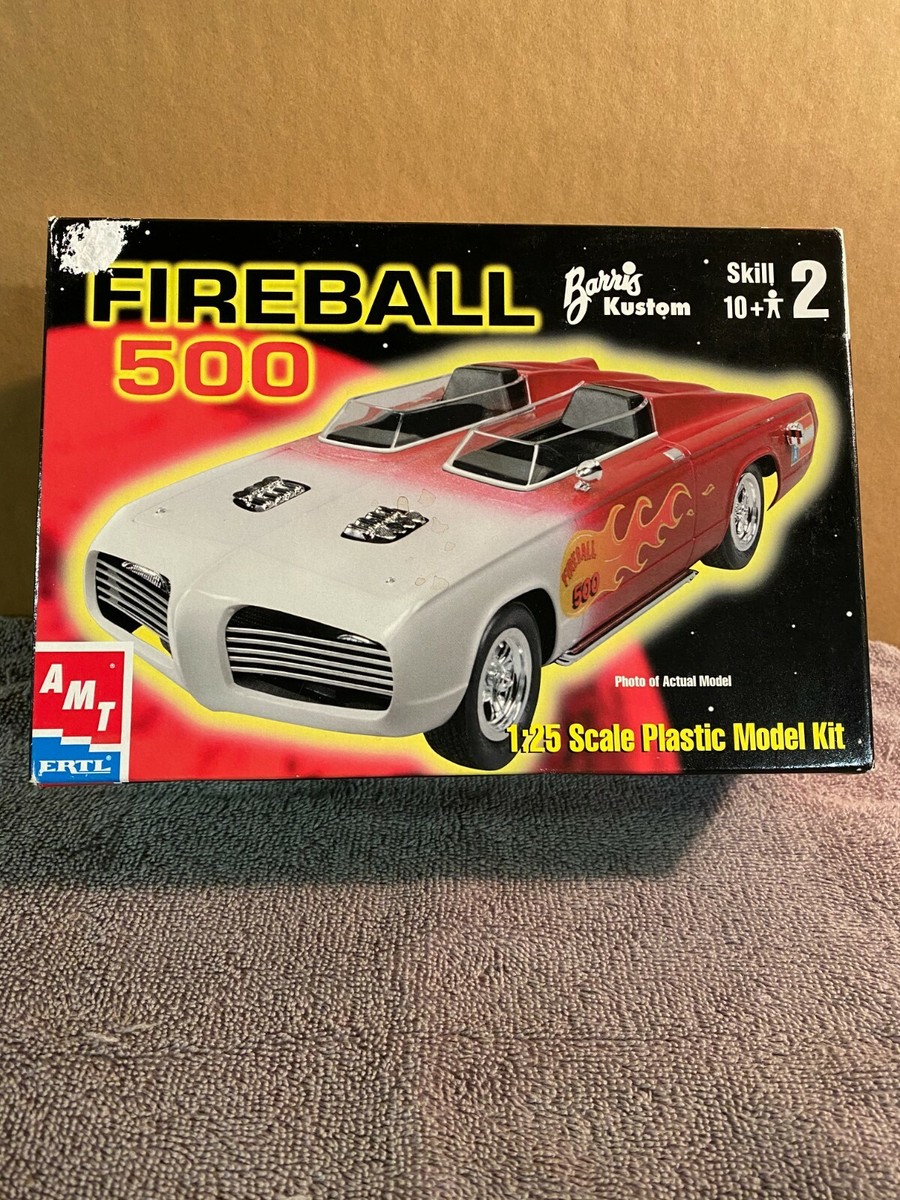 FIREBALL
500
Barris
Kustom
Skill 2
10+
FIREBALL
500
Photo of Actual Model
1:25 Scale Plastic Model Kit
AMT
ERTL®